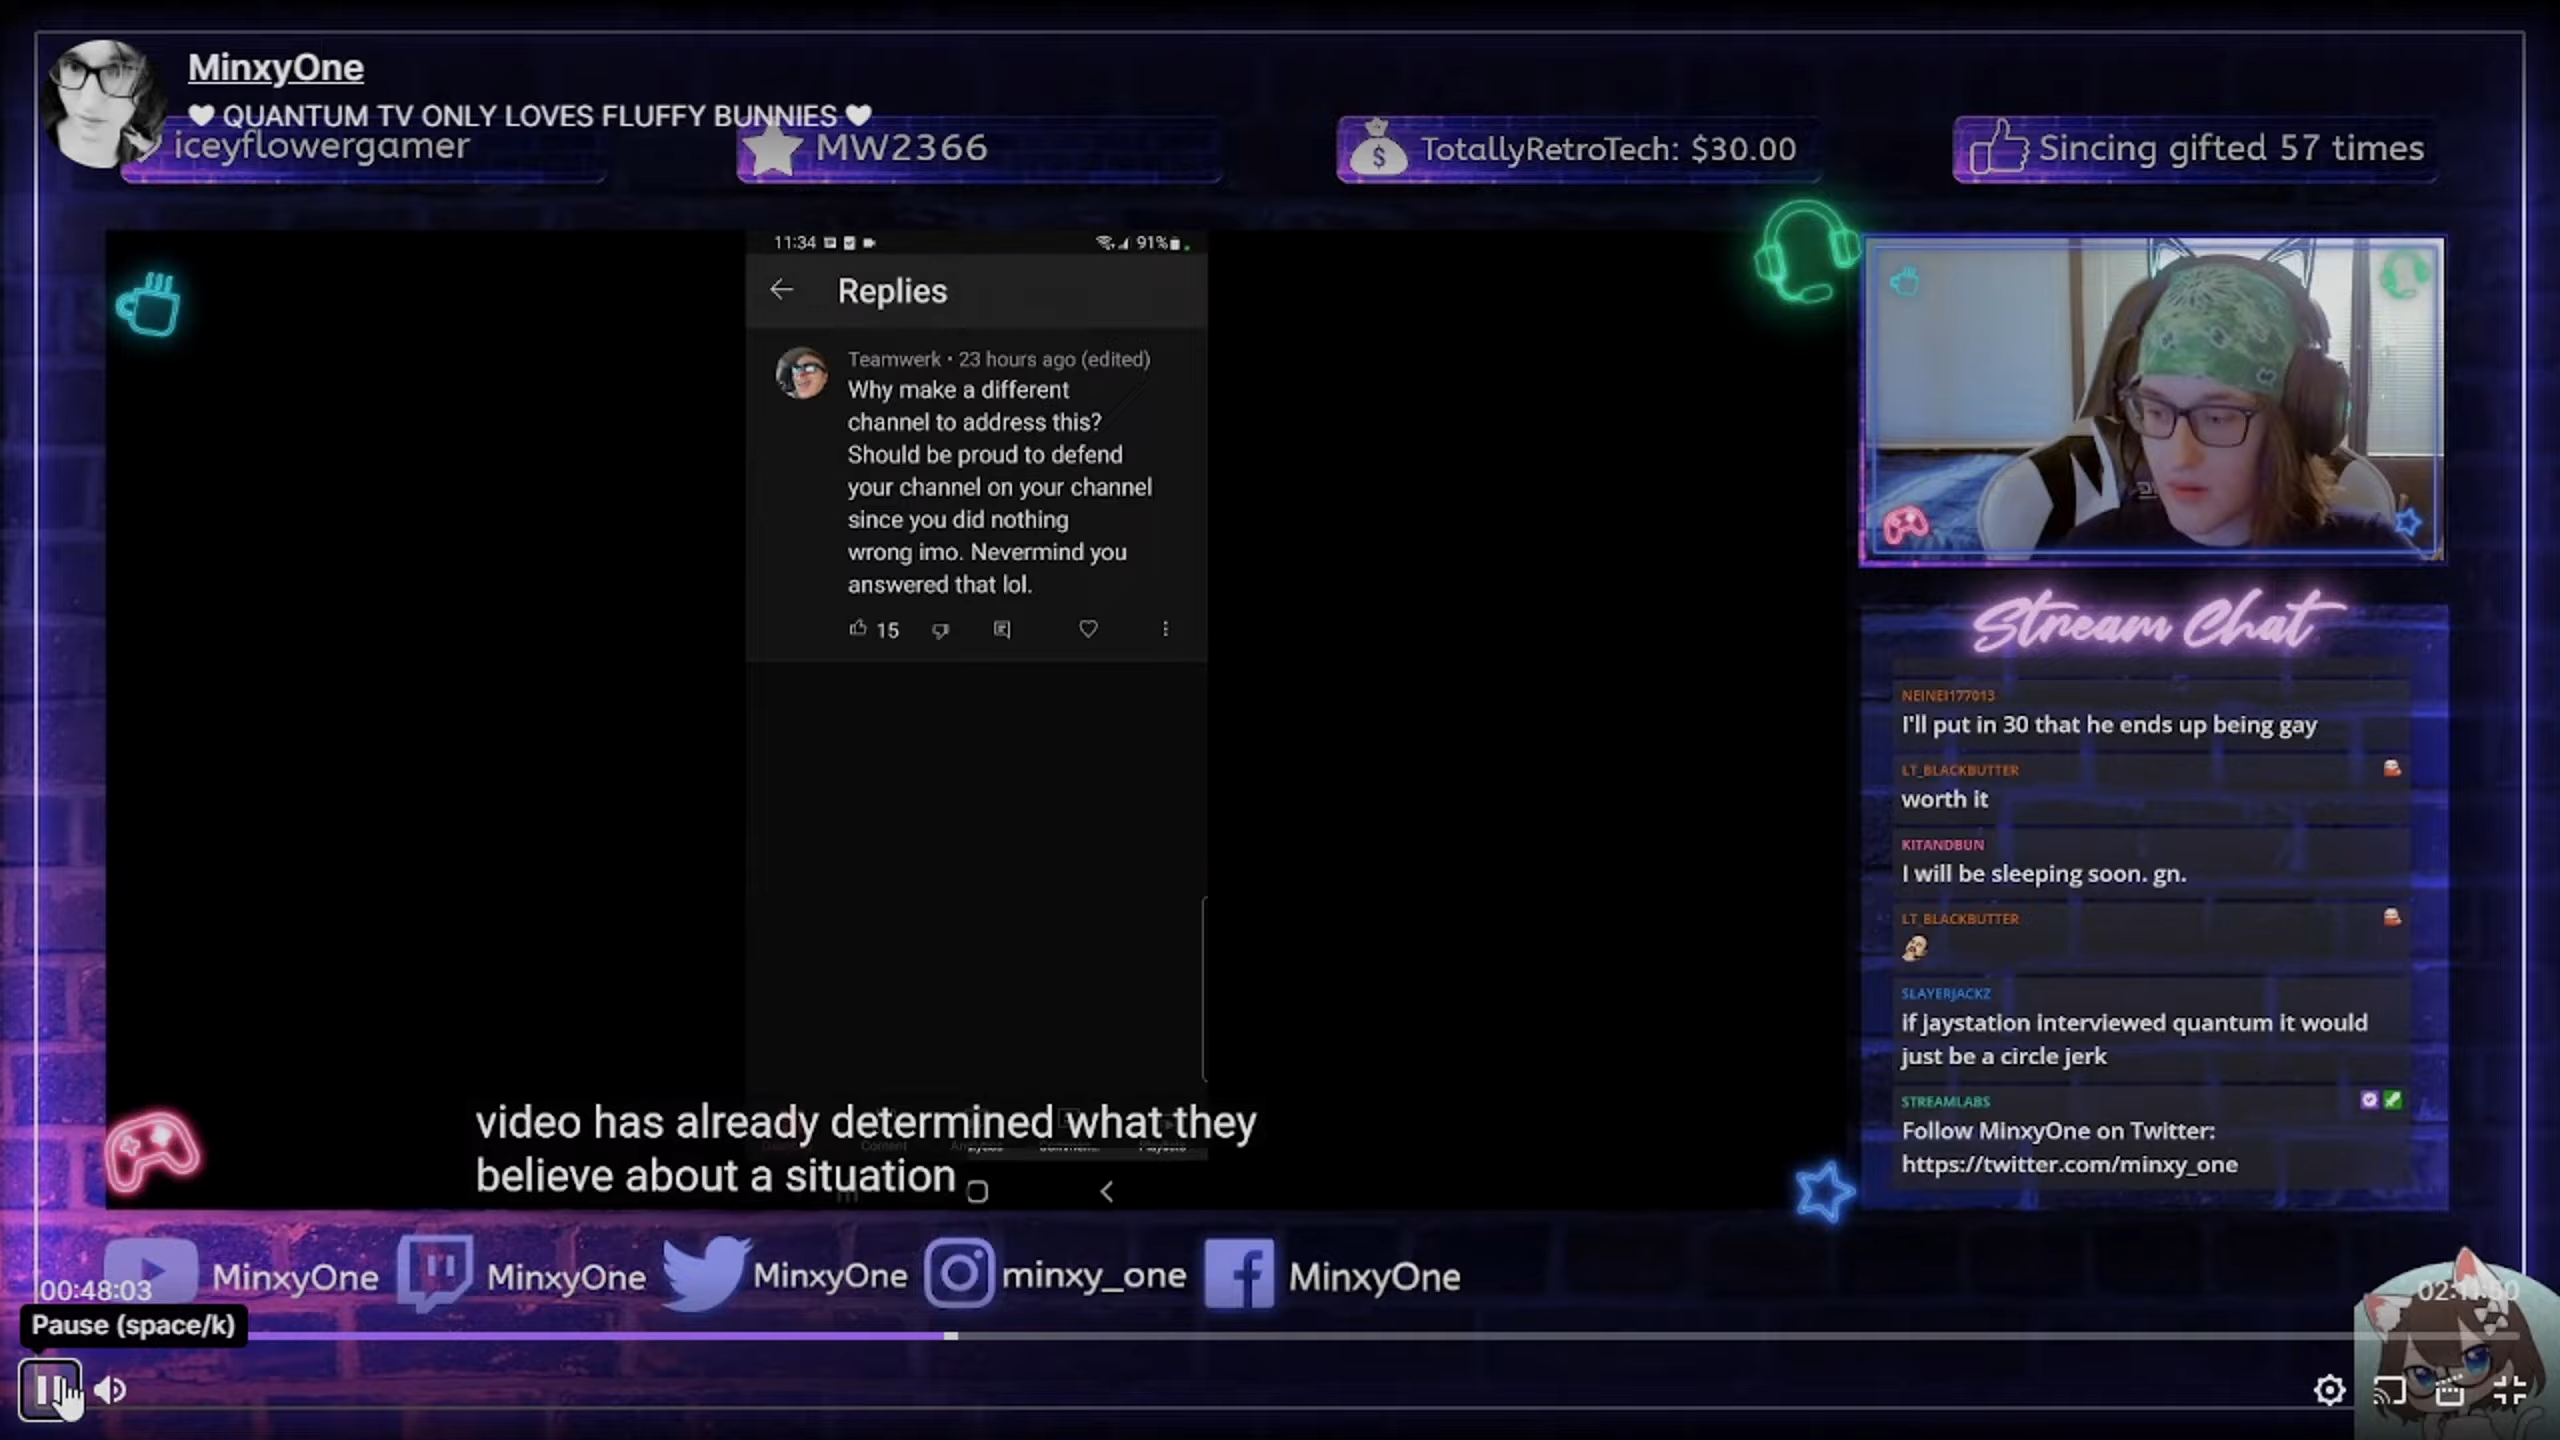 MinxyOne
QUANTUM TV ONLY LOVES FLUFFY BUNNIES
iceyflowergamer
MW2366
$
TotallyRetroTech: $30.00
Sincing gifted 57 times
11:34
91%
Replies
Teamwerk • 23 hours ago (edited)
Why make a different
channel to address this?
Should be proud to defend
your channel on your channel
since you did nothing
wrong imo. Nevermind you
answered that lol.
15
Stream Chat
NEINEI177013
I'll put in 30 that he ends up being gay
LT_BLACKBUTTER
worth it
KITANDBUN
I will be sleeping soon. gn.
LT_BLACKBUTTER
SLAYERJACKZ
if jaystation interviewed quantum it would
just be a circle jerk
STREAMLABS
Follow MinxyOne on Twitter:
https://twitter.com/minxy_one
video has already determined what they
believe about a situation
MinxyOne
MinxyOne
MinxyOne
minxy_one
MinxyOne
00:48:03
Pause (space/k)